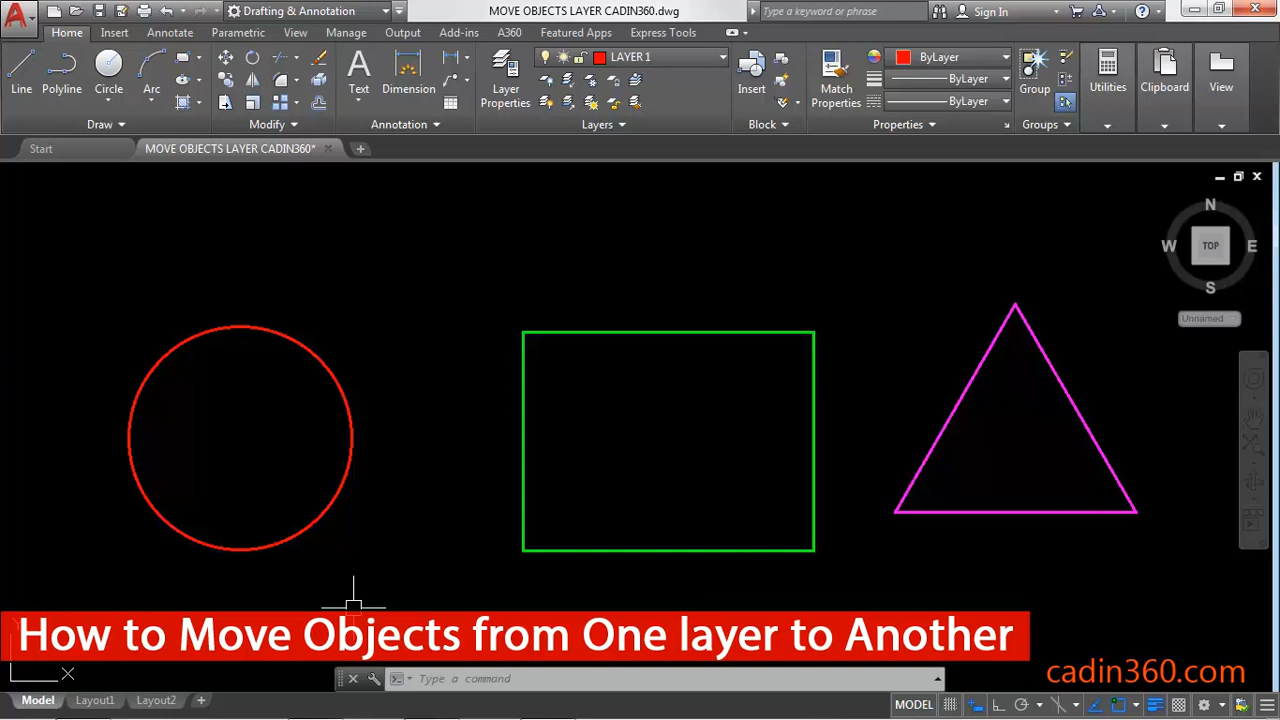 Drafting & Annotation
MOVE OBJECTS LAYER CADIN360.dwg
Type a keyword or phrase
Sign In
Home
Insert
Annotate
Parametric
View
Manage
Output
Add-ins
A360
Featured Apps
Express Tools
Line
Polyline
Circle
Arc
Text
Dimension
Layer Properties
LAYER 1
Insert
Match Properties
ByLayer
ByLayer
ByLayer
Group
Utilities
Clipboard
View
Draw
Modify
Annotation
Layers
Block
Properties
Groups
Start
MOVE OBJECTS LAYER CADIN360*
N
W
TOP
E
S
Unnamed
How to Move Objects from One layer to Another
cadin360.com
Type a command
Model
Layout1
Layout2
MODEL